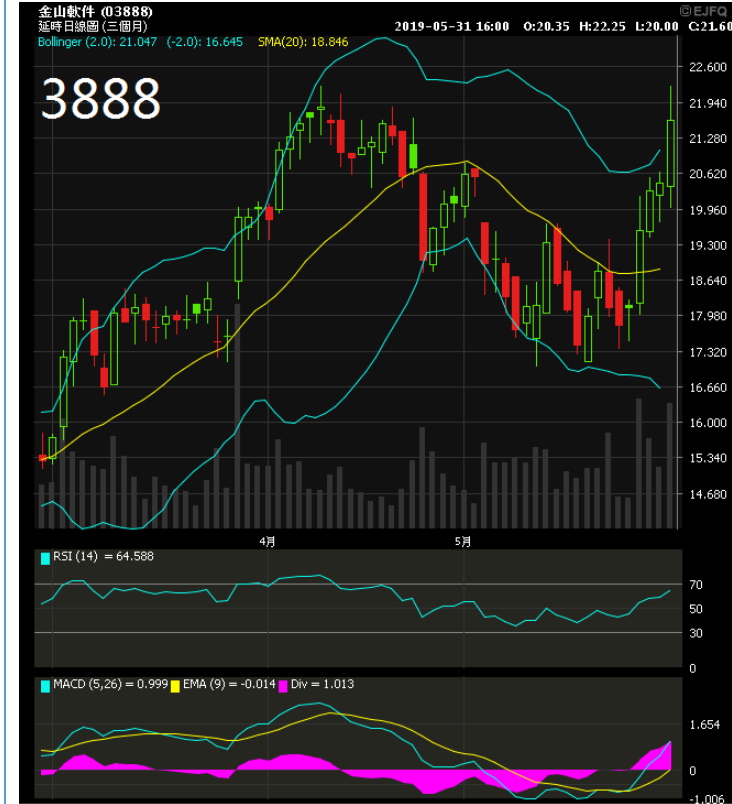 金山軟件 (03888)
©EJFQ
延時日線圖 (三個月)
2019-05-31 16:00 O:20.35 H:22.25 L:20.00 C:21.60
Bollinger (2.0): 21.047 (-2.0): 16.645 SMA(20): 18.846
3888
22.600
21.940
21.280
20.620
19.960
19.300
18.640
17.980
17.320
16.660
16.000
15.340
14.680
4月 5月
RSI (14) = 64.588
70
50
30
0
MACD (5,26) = 0.999 EMA (9) = -0.014 Div = 1.013
1.654
0
-1.006